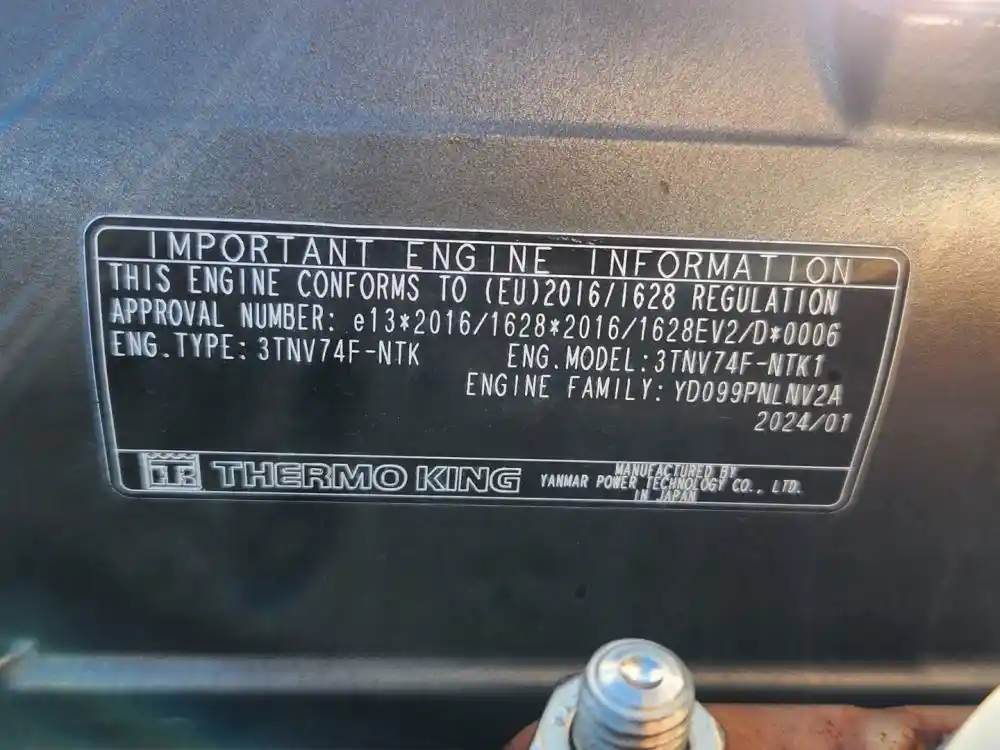 IMPORTANT ENGINE INFORMATION
THIS ENGINE CONFORMS TO (EU)2016/1628 REGULATION
APPROVAL NUMBER: e13*2016/1628*2016/1628EV2/D*0006
ENG.TYPE: 3TNV74F-NTK ENG.MODEL: 3TNV74F-NTK1
ENGINE FAMILY: YD099PNLNV2A
2024/01
TK THERMO KING
MANUFACTURED BY
YANMAR POWER TECHNOLOGY CO., LTD.
IN JAPAN